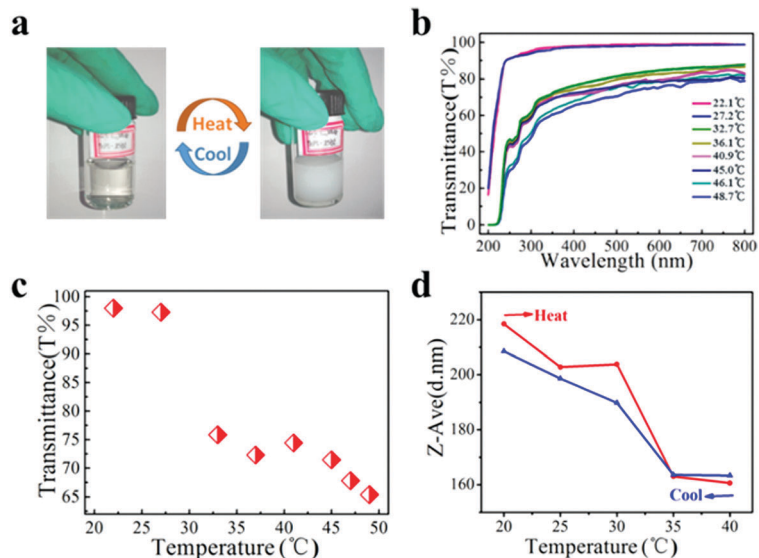 a
Heat
Cool
b
Transmittance(T%)
100
80
60
40
20
0
22.1℃
27.2℃
32.7℃
36.1℃
40.9℃
45.0℃
46.1℃
48.7℃
200 300 400 500 600 700 800
Wavelength (nm)
c
Transmittance(T%)
100
95
90
85
80
75
70
65
20 25 30 35 40 45 50
Temperature (℃)
d
Z-Ave(d.nm)
220
200
180
160
Heat
Cool
20 25 30 35 40
Temperature (℃)